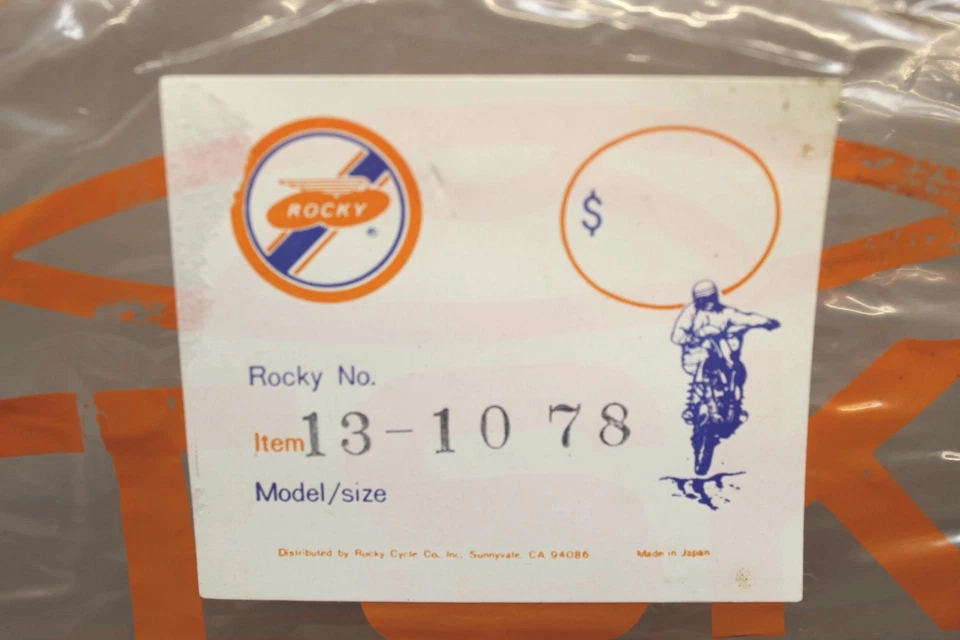 ROCKY
®
$
Rocky No.
Item 13-10 78
Model/size
Distributed by Rocky Cycle Co. Inc. Sunnyvale, CA 94086 Made in Japan